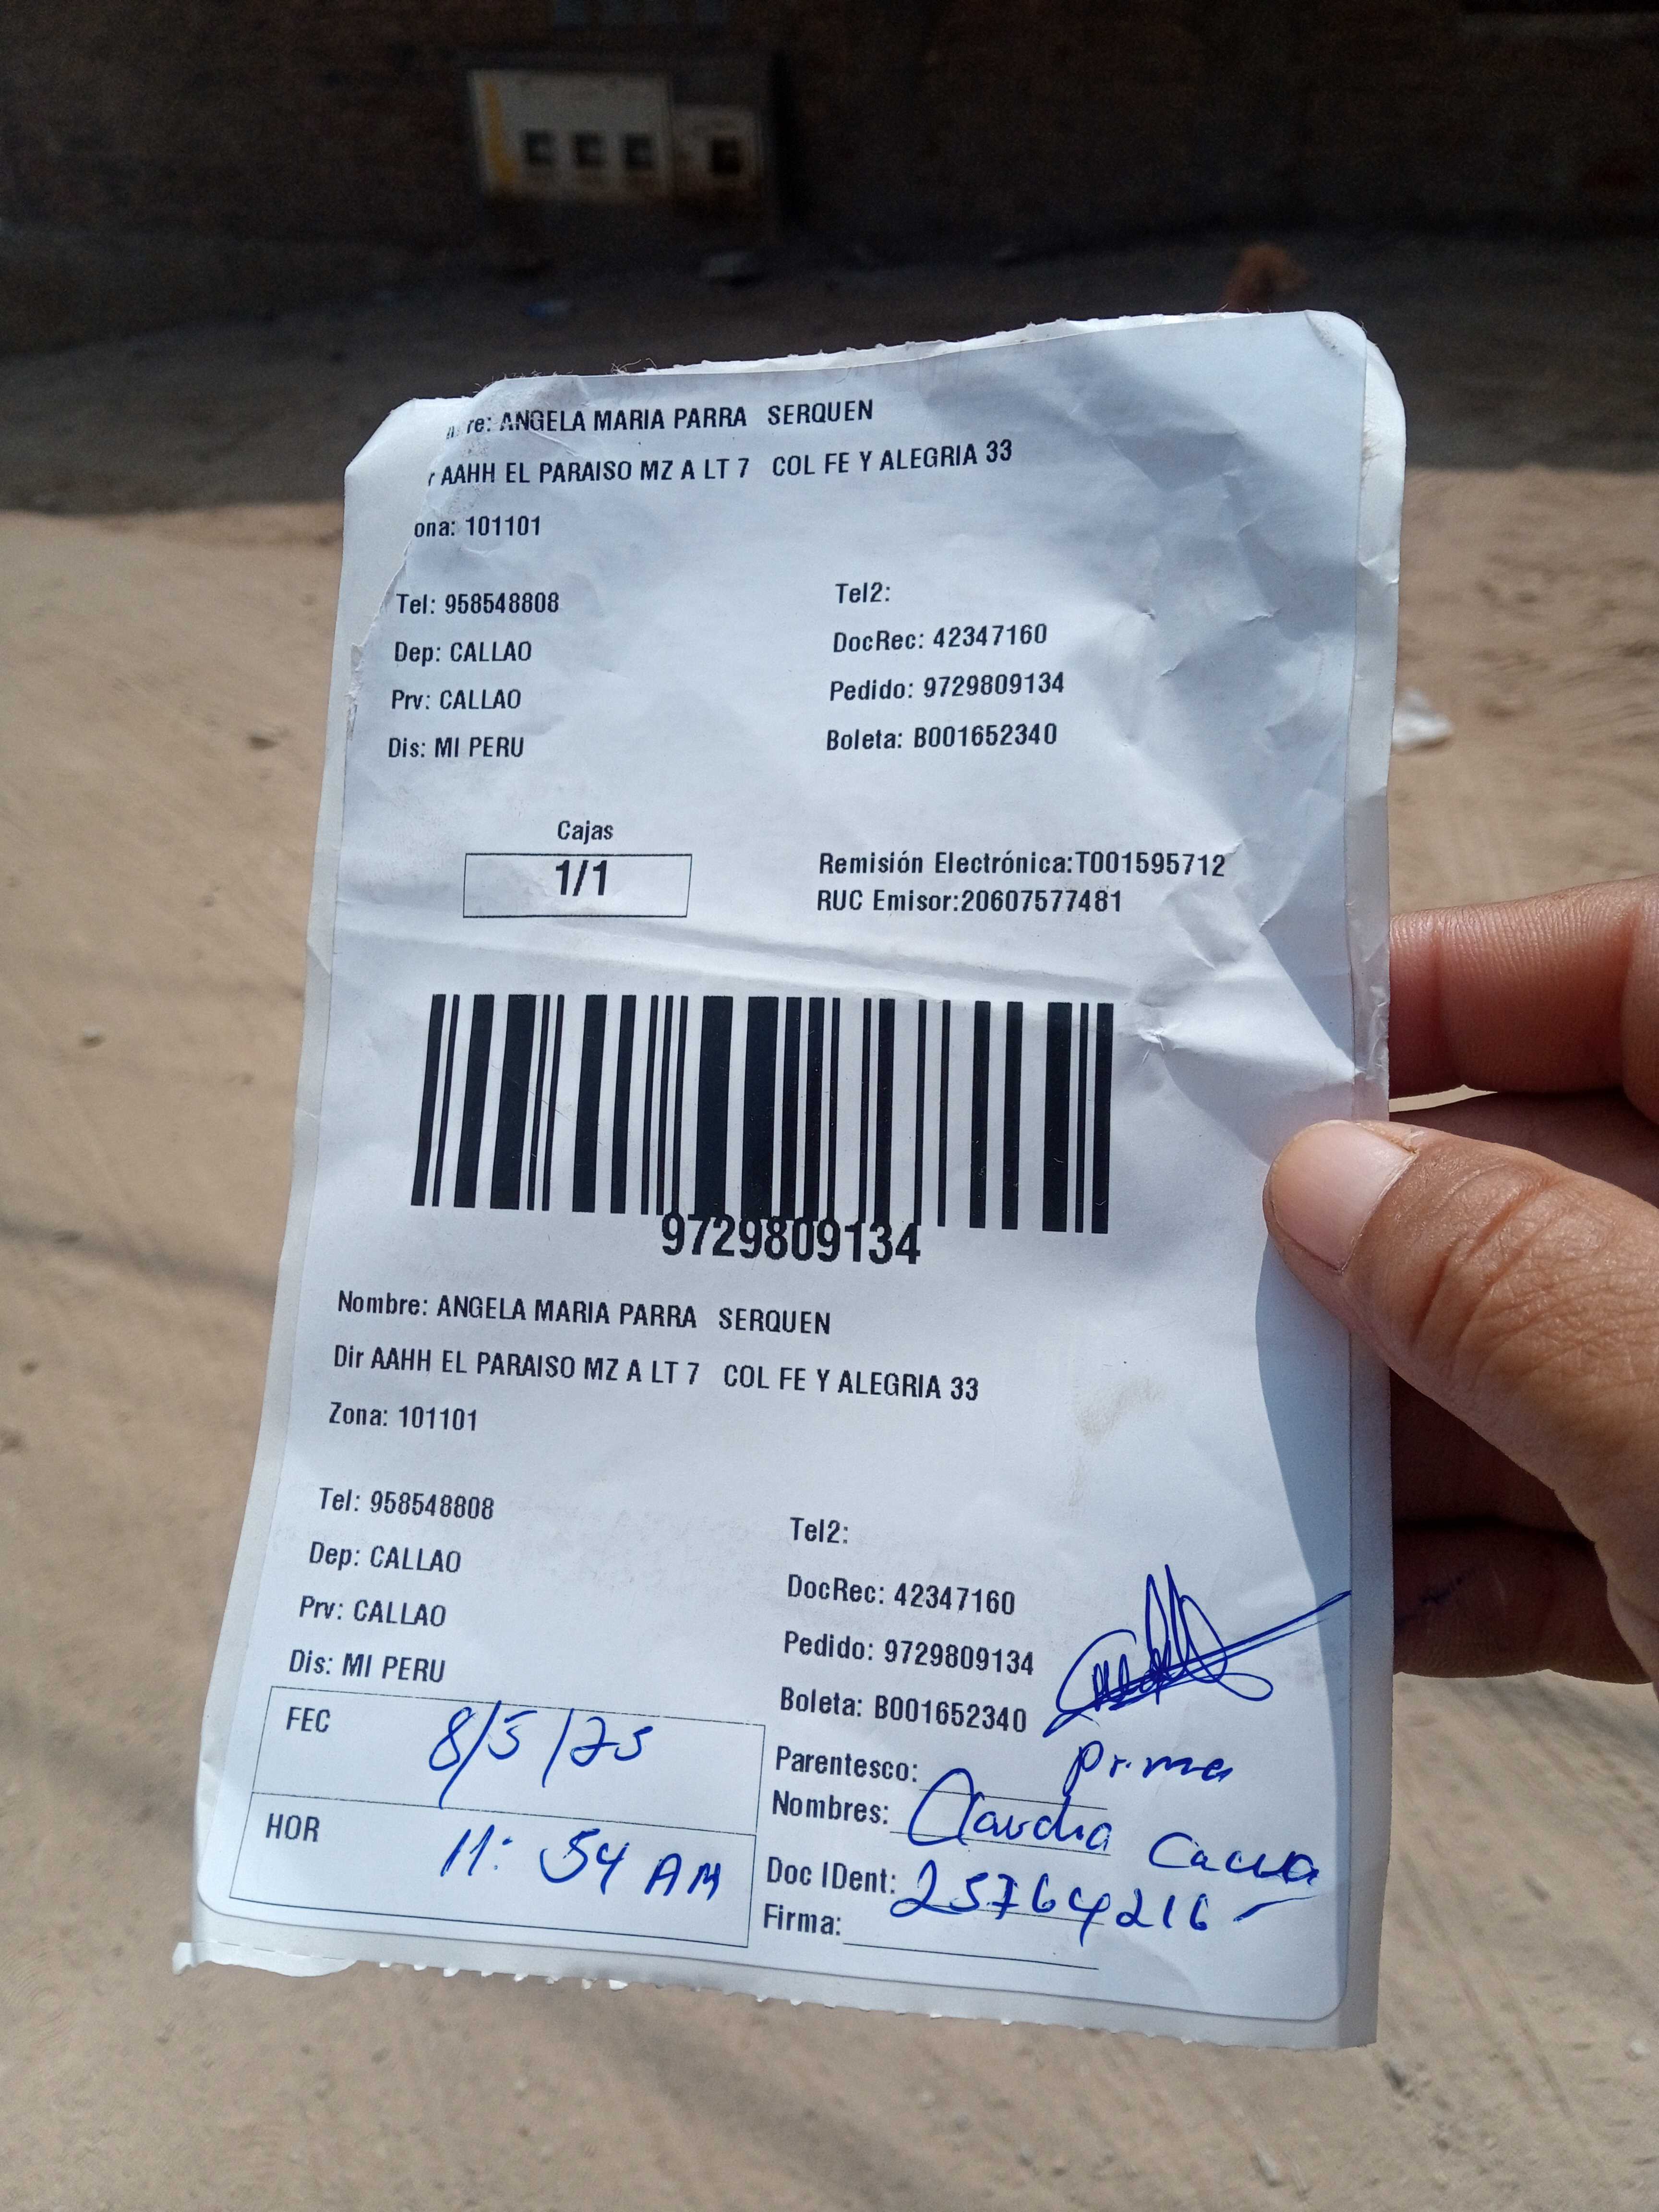 re: ANGELA MARIA PARRA SERQUEN
r AAHH EL PARAISO MZ A LT 7 COL FE Y ALEGRIA 33
ona: 101101
Tel: 958548808
Tel2:
Dep: CALLAO
DocRec: 42347160
Prv: CALLAO
Pedido: 9729809134
Dis: MI PERU
Boleta: B001652340
Cajas
1/1
Remisión Electrónica:T001595712
RUC Emisor:20607577481
9729809134
Nombre: ANGELA MARIA PARRA SERQUEN
Dir AAHH EL PARAISO MZ A LT 7 COL FE Y ALEGRIA 33
Zona: 101101
Tel: 958548808
Tel2:
Dep: CALLAO
DocRec: 42347160
Prv: CALLAO
Pedido: 9729809134
Dis: MI PERU
Boleta: B001652340
FEC 8/5/25
Parentesco: prima
Nombres: Claudia
HOR 11:54 AM
Doc IDent: 25764216
Firma: